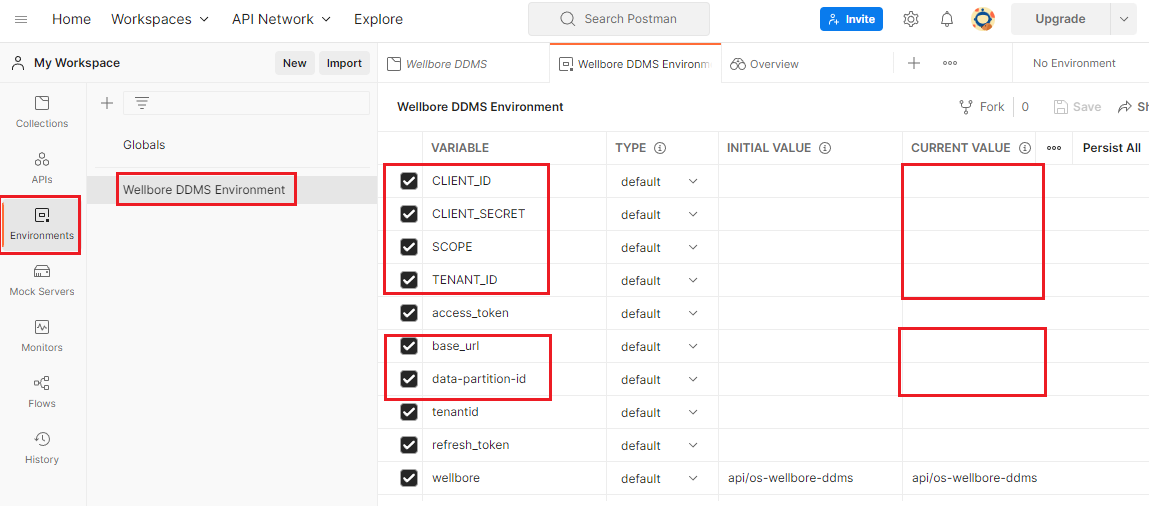 Home Workspaces API Network Explore Search Postman Invite Upgrade
My Workspace New Import Wellbore DDMS Wellbore DDMS Environm Overview No Environment
Collections
APIs
Environments
Mock Servers
Monitors
Flows
History
Globals
Wellbore DDMS Environment
Wellbore DDMS Environment Fork 0 Save Sh
VARIABLE TYPE INITIAL VALUE CURRENT VALUE Persist All
CLIENT_ID default
CLIENT_SECRET default
SCOPE default
TENANT_ID default
access_token default
base_url default
data-partition-id default
tenantid default
refresh_token default
wellbore default api/os-wellbore-ddms api/os-wellbore-ddms